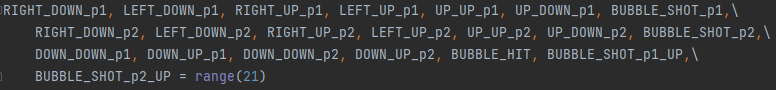 RIGHT_DOWN_p1, LEFT_DOWN_p1, RIGHT_UP_p1, LEFT_UP_p1, UP_UP_p1, UP_DOWN_p1, BUBBLE_SHOT_p1,\
RIGHT_DOWN_p2, LEFT_DOWN_p2, RIGHT_UP_p2, LEFT_UP_p2, UP_UP_p2, UP_DOWN_p2, BUBBLE_SHOT_p2,\
DOWN_DOWN_p1, DOWN_UP_p1, DOWN_DOWN_p2, DOWN_UP_p2, BUBBLE_HIT, BUBBLE_SHOT_p1_UP,\
BUBBLE_SHOT_p2_UP = range(21)